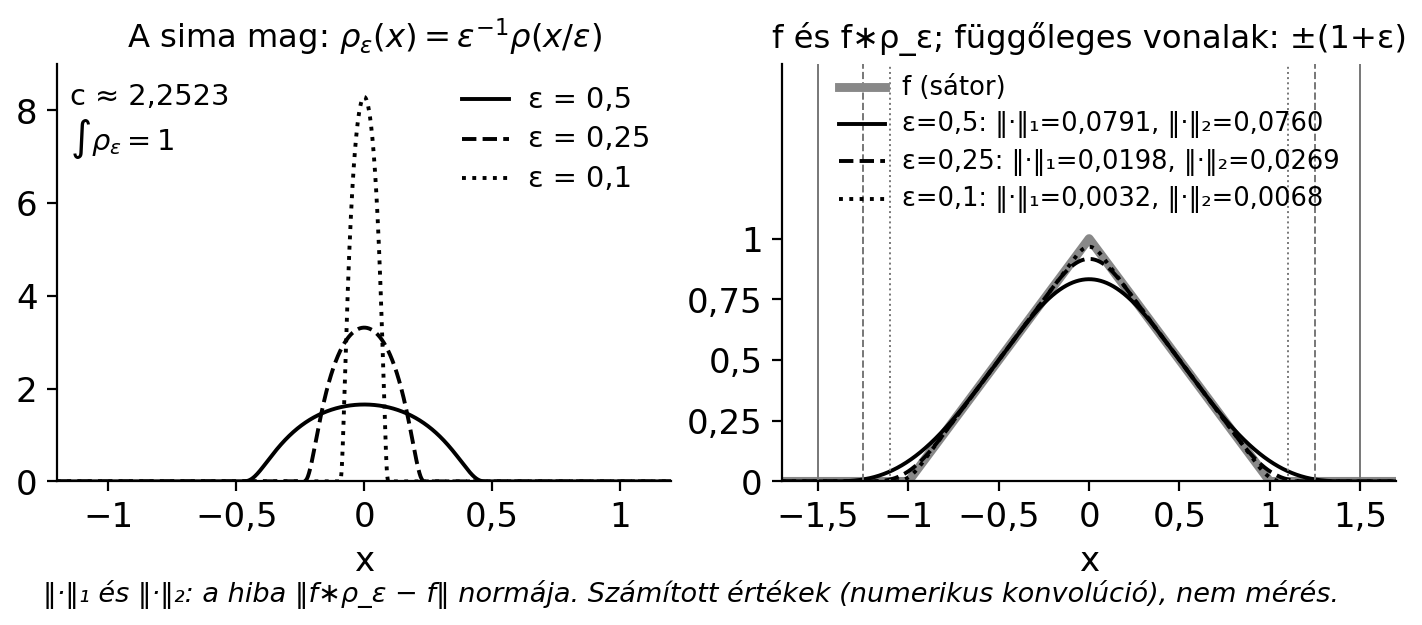 A sima mag: ρ_ε(x) = ε⁻¹ρ(x/ε)
c ≈ 2,2523
∫ρ_ε = 1
ε = 0,5
ε = 0,25
ε = 0,1
8
6
4
2
0
−1
−0,5
0
0,5
1
x
f és f∗ρ_ε; függőleges vonalak: ±(1+ε)
f (sátor)
ε=0,5: ‖·‖₁=0,0791, ‖·‖₂=0,0760
ε=0,25: ‖·‖₁=0,0198, ‖·‖₂=0,0269
ε=0,1: ‖·‖₁=0,0032, ‖·‖₂=0,0068
1
0,75
0,5
0,25
0
−1,5
−1
−0,5
0
0,5
1
1,5
x
‖·‖₁ és ‖·‖₂: a hiba ‖f∗ρ_ε − f‖ normája. Számított értékek (numerikus konvolúció), nem mérés.